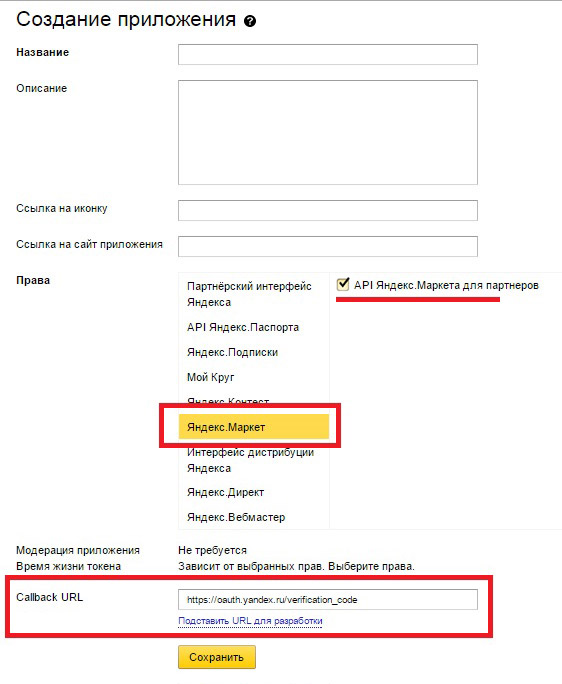 Создание приложения ?
Название
Описание
Ссылка на иконку
Ссылка на сайт приложения
Права
Партнёрский интерфейс
Яндекса
API Яндекс.Паспорта
Яндекс.Подписки
Мой Круг
Яндекс.Контест
Яндекс.Маркет
Интерфейс дистрибуции
Яндекса
Яндекс.Директ
Яндекс.Вебмастер
API Яндекс.Маркета для партнеров
Модерация приложения Не требуется
Время жизни токена Зависит от выбранных прав. Выберите права.
Callback URL https://oauth.yandex.ru/verification_code
Подставить URL для разработки
Сохранить